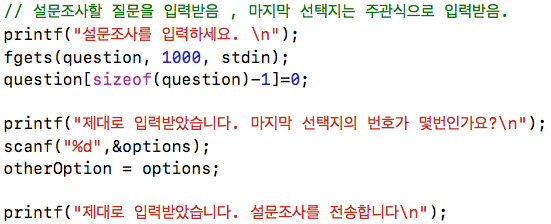 // 설문조사할 질문을 입력받음 , 마지막 선택지는 주관식으로 입력받음.
printf("설문조사를 입력하세요. \n");
fgets(question, 1000, stdin);
question[sizeof(question)-1]=0;
printf("제대로 입력받았습니다. 마지막 선택지의 번호가 몇번인가요?\n");
scanf("%d",&options);
otherOption = options;
printf("제대로 입력받았습니다. 설문조사를 전송합니다\n");